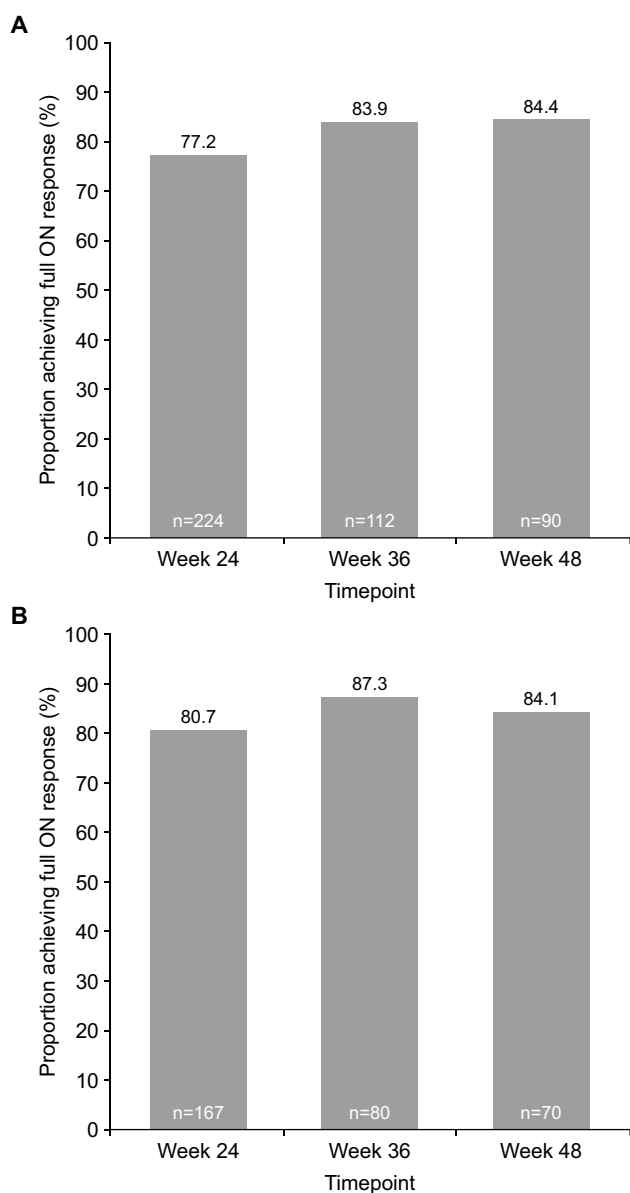 A
Proportion achieving full ON response (%)
100
90
80
70
60
50
40
30
20
10
0
77.2
83.9
84.4
n=224
n=112
n=90
Week 24
Week 36
Week 48
Timepoint
B
Proportion achieving full ON response (%)
100
90
80
70
60
50
40
30
20
10
0
80.7
87.3
84.1
n=167
n=80
n=70
Week 24
Week 36
Week 48
Timepoint